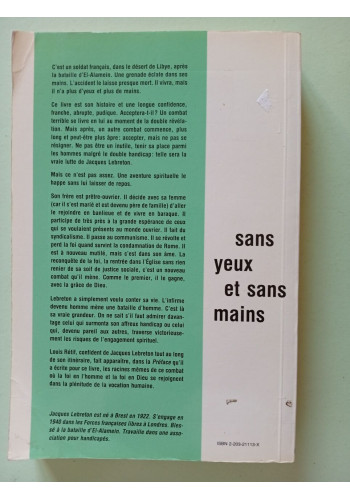 C'est un soldat français, dans le désert de Libye, après
la bataille d'El-Alamein. Une grenade éclate dans ses
mains. L'accident le laisse presque mort. Il vivra, mais
il n'a plus d'yeux et plus de mains.
Ce livre est son histoire et une longue confidence,
franche, abrupte, pudique. Acceptera-t-il ? Un combat
terrible se livre en lui au moment de la double révéla-
tion. Mais après, un autre combat commence, plus
long et peut-être plus âpre : accepter, mais ne pas se
résigner. Ne pas être un inutile, tenir sa place parmi
les hommes malgré le double handicap : telle sera la
vraie lutte de Jacques Lebreton.
Mais ce n'est pas assez. Une aventure spirituelle le
happe sans lui laisser de repos.
Son frère est prêtre-ouvrier. Il décide avec sa femme
(car il s'est marié et est devenu père de famille) d'aller
le rejoindre en banlieue et de vivre en baraque. Il
participe de très près à la grande espérance de ceux
qui se voulaient présents au monde ouvrier. Il fait du
syndicalisme. Il passe au communisme. Il se révolte et
perd la foi quand survint la condamnation de Rome. Il
est à nouveau mutilé, mais c'est dans son âme. La
reconquête de la foi, la rentrée dans l'Église sans rien
renier de sa soif de justice sociale, c'est un nouveau
combat qu'il mène. Comme le premier, il le gagne,
avec la grâce de Dieu.
Lebreton a simplement voulu conter sa vie. L'infirme
devenu homme mène une bataille d'homme. C'est là
sa vraie grandeur. On ne sait s'il faut admirer davan-
tage celui qui surmonte son affreux handicap ou celui
qui, devenu pareil aux autres, traverse victorieuse-
ment les risques de l'engagement spirituel.
Louis Rétif, confident de Jacques Lebreton tout au long
de son itinéraire, fait apparaître, dans la Préface qu'il
a écrite pour ce livre, les racines mêmes de ce combat
où la foi en l'homme et la foi en Dieu se rejoignent
dans la plénitude de la vocation humaine.
Jacques Lebreton est né à Brest en 1922. S'engage en
1940 dans les Forces françaises libres à Londres. Bles-
sé à la bataille d'El-Alamein. Travaille dans une asso-
ciation pour handicapés.
sans
yeux
et sans
mains